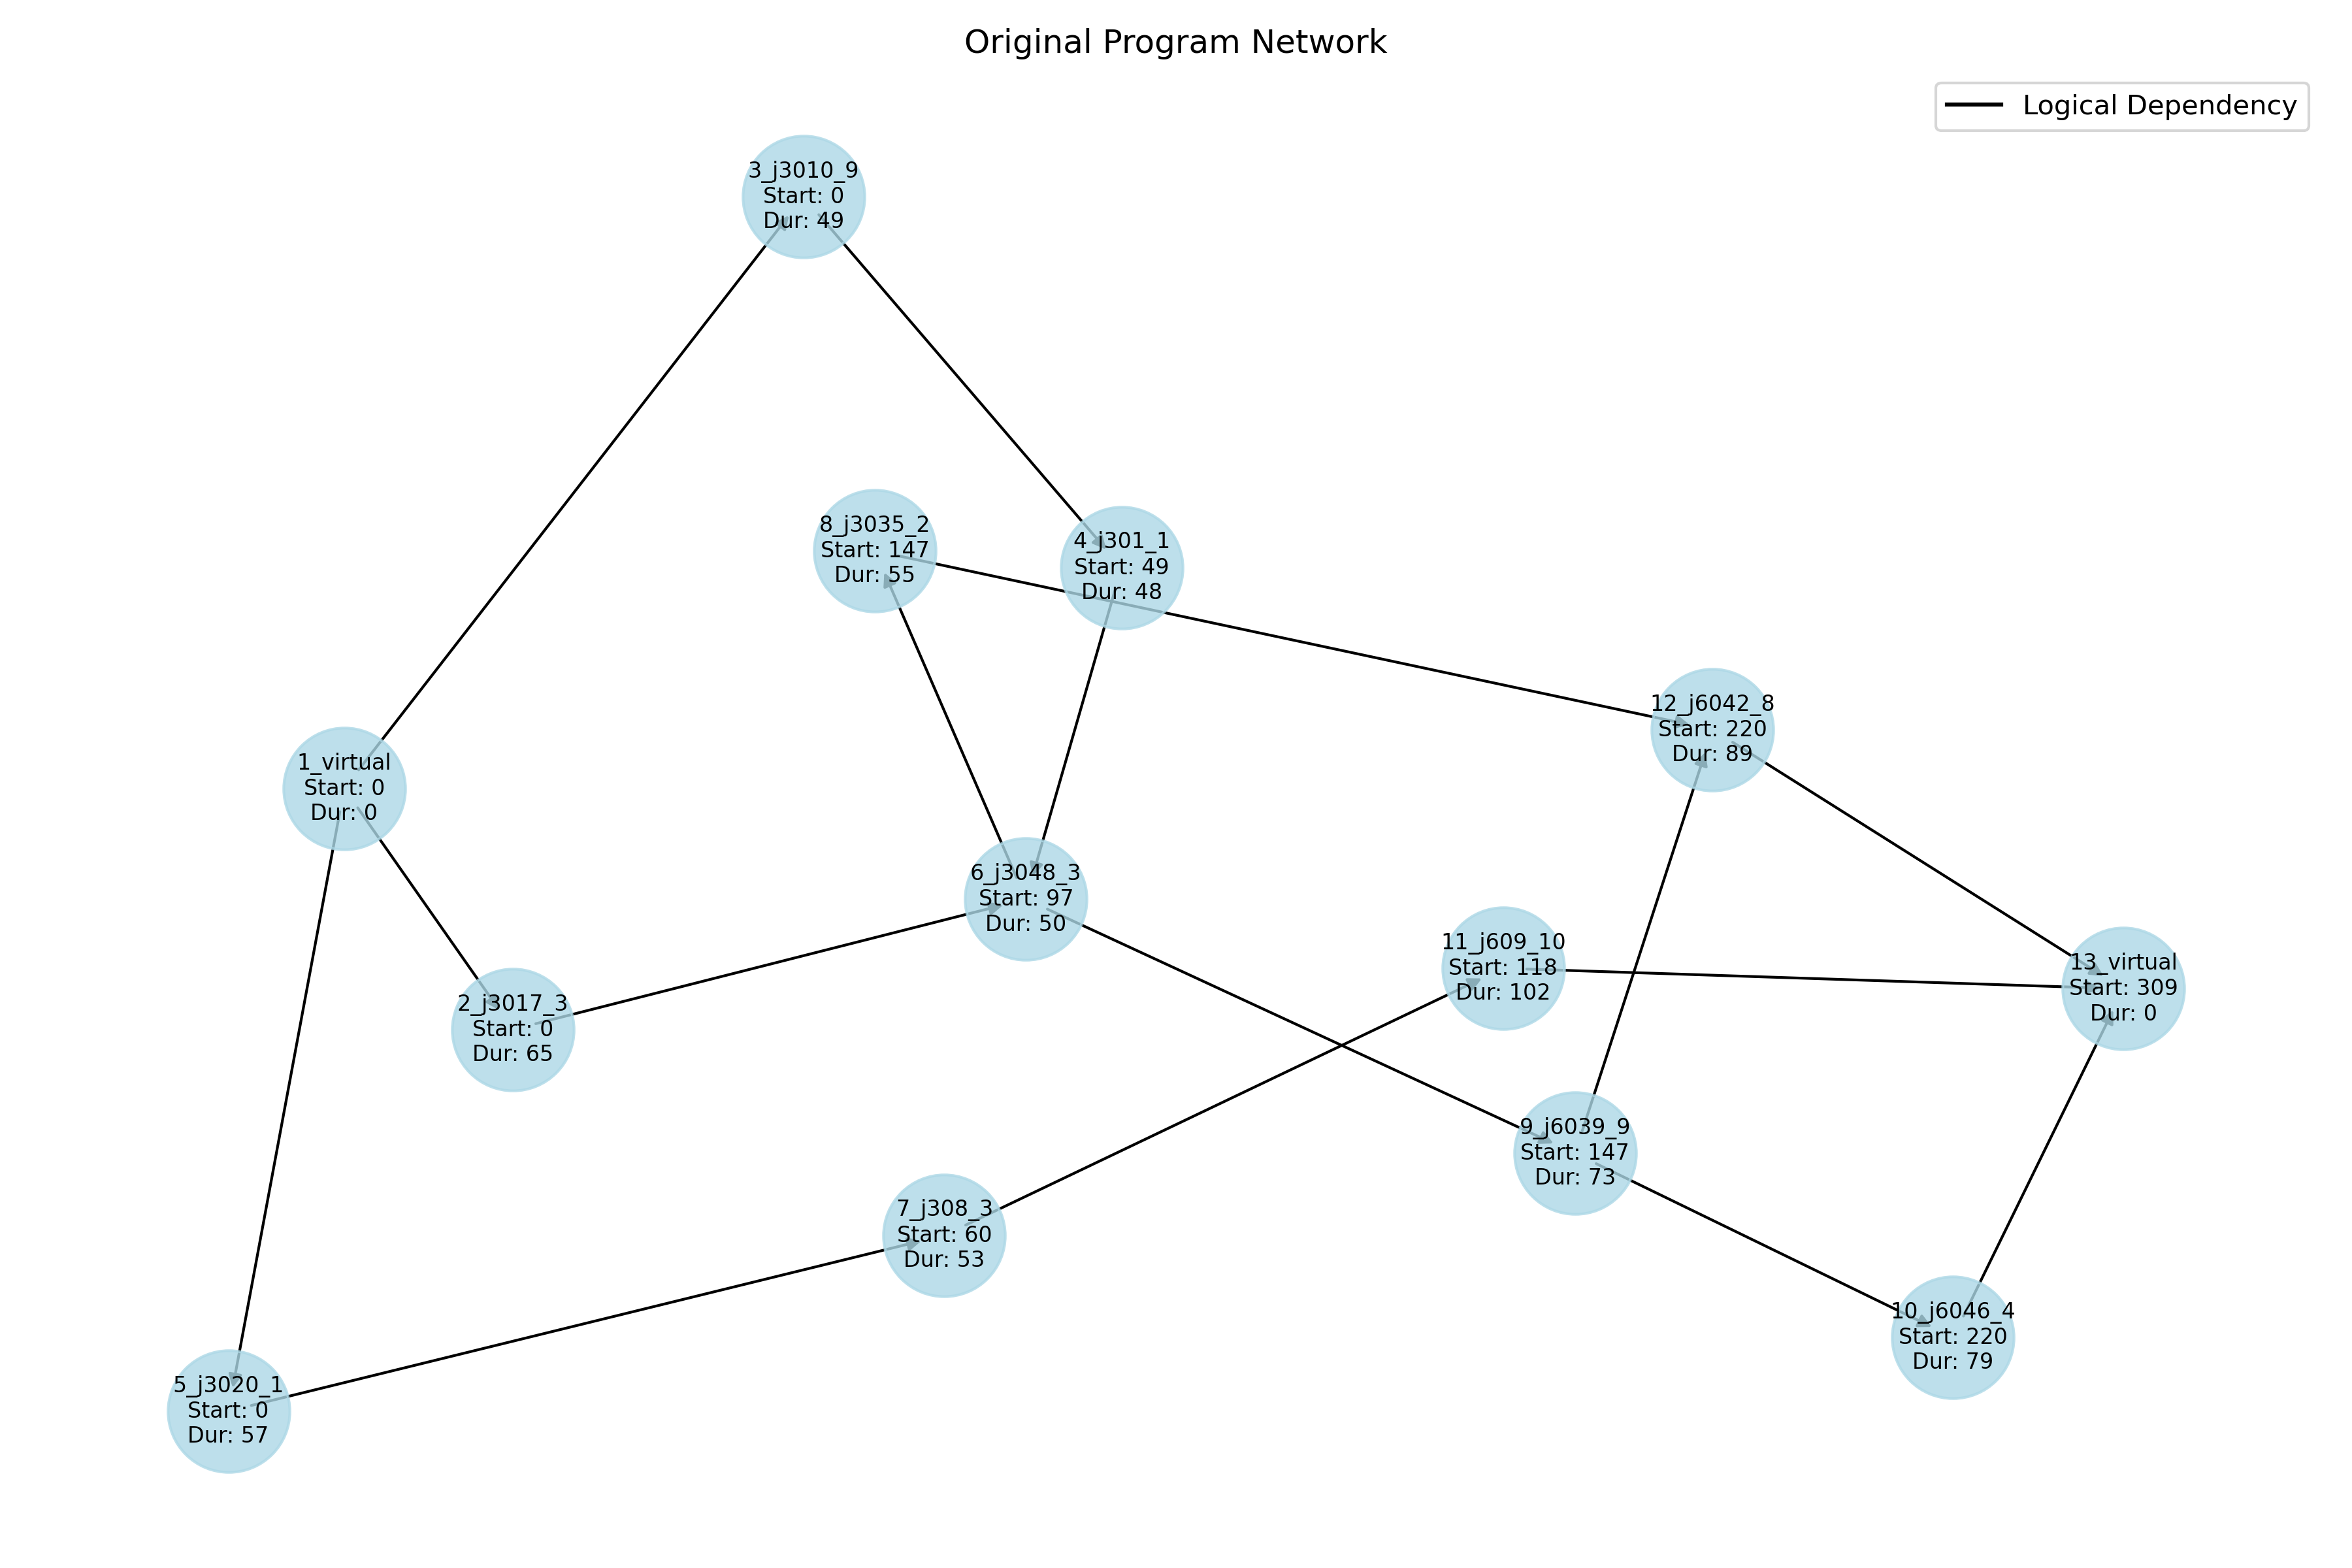 Original Program Network
Logical Dependency
3_j3010_9
Start: 0
Dur: 49
8_j3035_2
Start: 147
Dur: 55
4_j301_1
Start: 49
Dur: 48
12_j6042_8
Start: 220
Dur: 89
1_virtual
Start: 0
Dur: 0
6_j3048_3
Start: 97
Dur: 50
11_j609_10
Start: 118
Dur: 102
13_virtual
Start: 309
Dur: 0
2_j3017_3
Start: 0
Dur: 65
9_j6039_9
Start: 147
Dur: 73
7_j308_3
Start: 60
Dur: 53
10_j6046_4
Start: 220
Dur: 79
5_j3020_1
Start: 0
Dur: 57